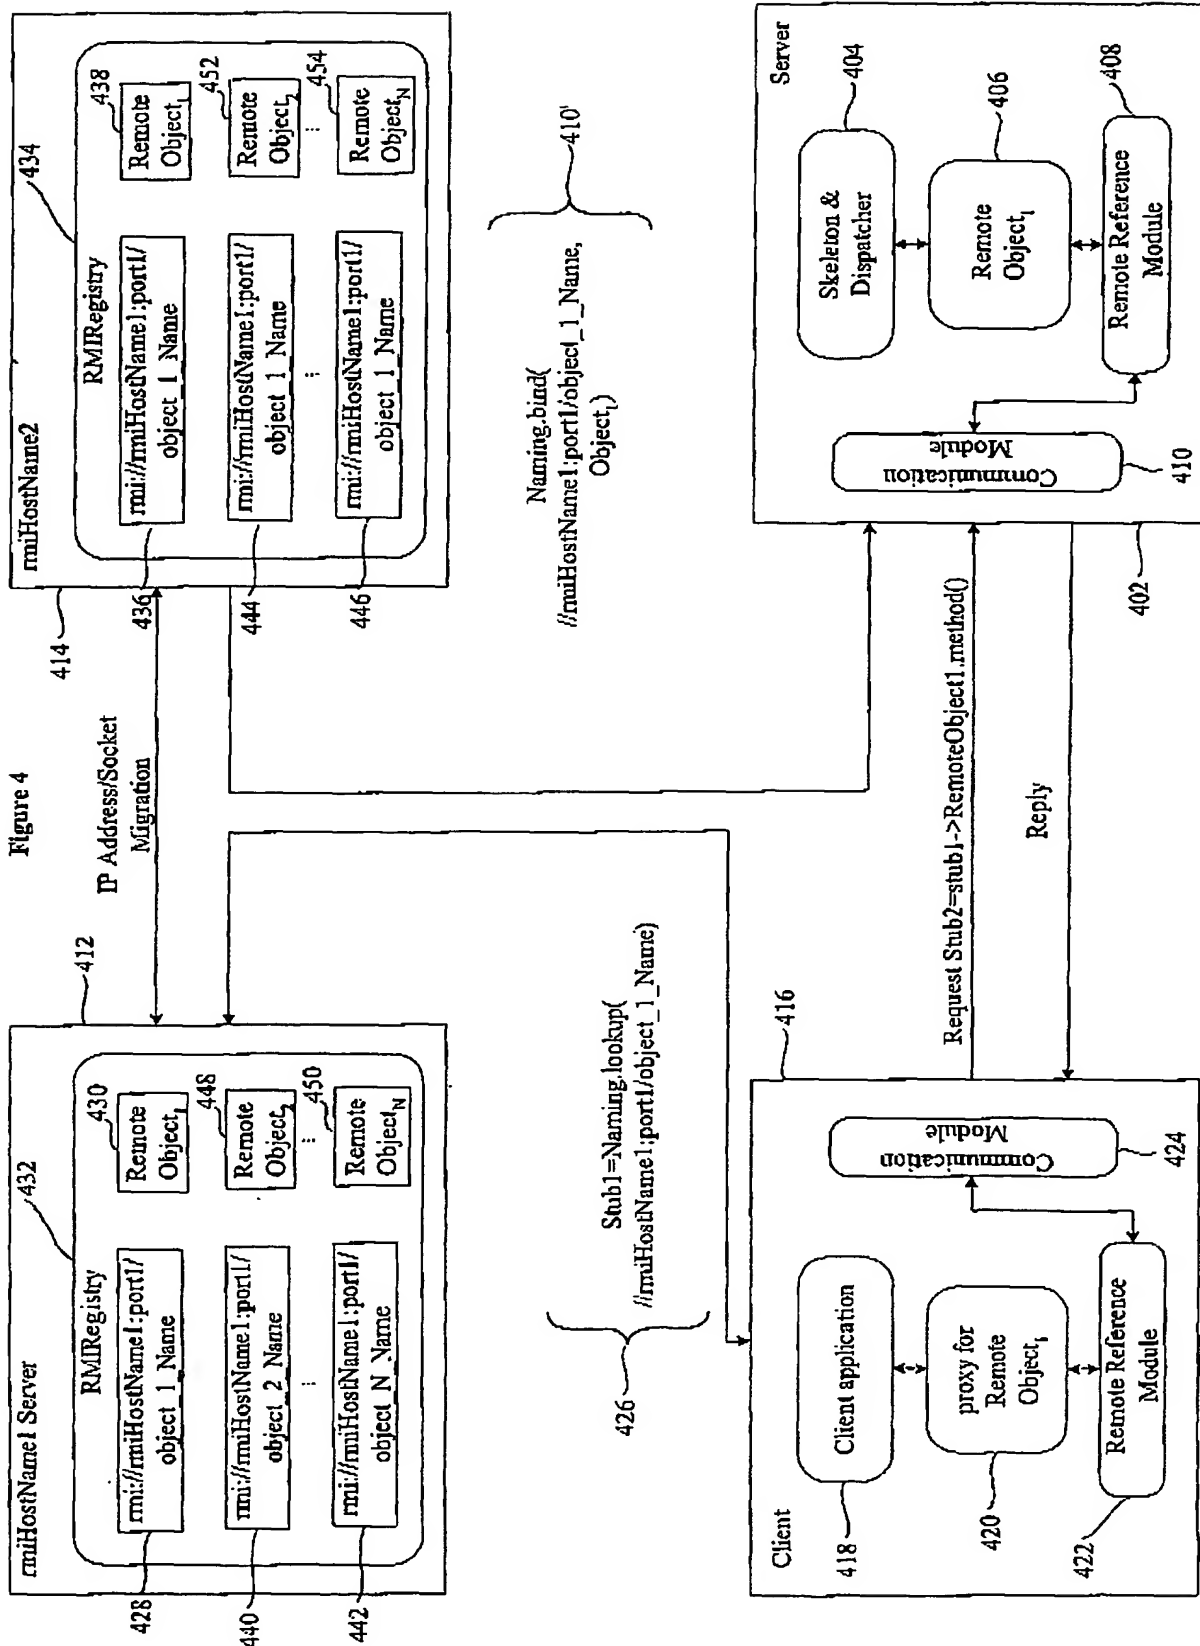 Figure 4
rmiHostName1 Server
412
432
RMIRegistry
rmi://rmiHostName1:port1/
object_1_Name
428
Remote
Object1
430
rmi://rmiHostName1:port1/
object_2_Name
440
Remote
Object2
448
...
rmi://rmiHostName1:port1/
object_N_Name
442
Remote
ObjectN
450
IP Address/Socket
Migration
rmiHostName2
414
434
RMIRegistry
rmi://rmiHostName1:port1/
object_1_Name
436
Remote
Object1
438
rmi://rmiHostName1:port1/
object_1_Name
444
Remote
Object2
452
...
rmi://rmiHostName1:port1/
object_1_Name
446
Remote
ObjectN
454
426
Stub1=Naming.lookup(
//rmiHostName1:port1/object_1_Name)
Naming.bind(
//rmiHostName1:port1/object_1_Name,
Object1)
410'
Client
416
Client application
418
proxy for
Remote
Object1
420
Remote Reference
Module
422
Communication
Module
424
Request Stub2=stub1->RemoteObject1.method()
Reply
Server
402
Skeleton &
Dispatcher
404
Remote
Object1
406
Remote Reference
Module
408
Communication
Module
410